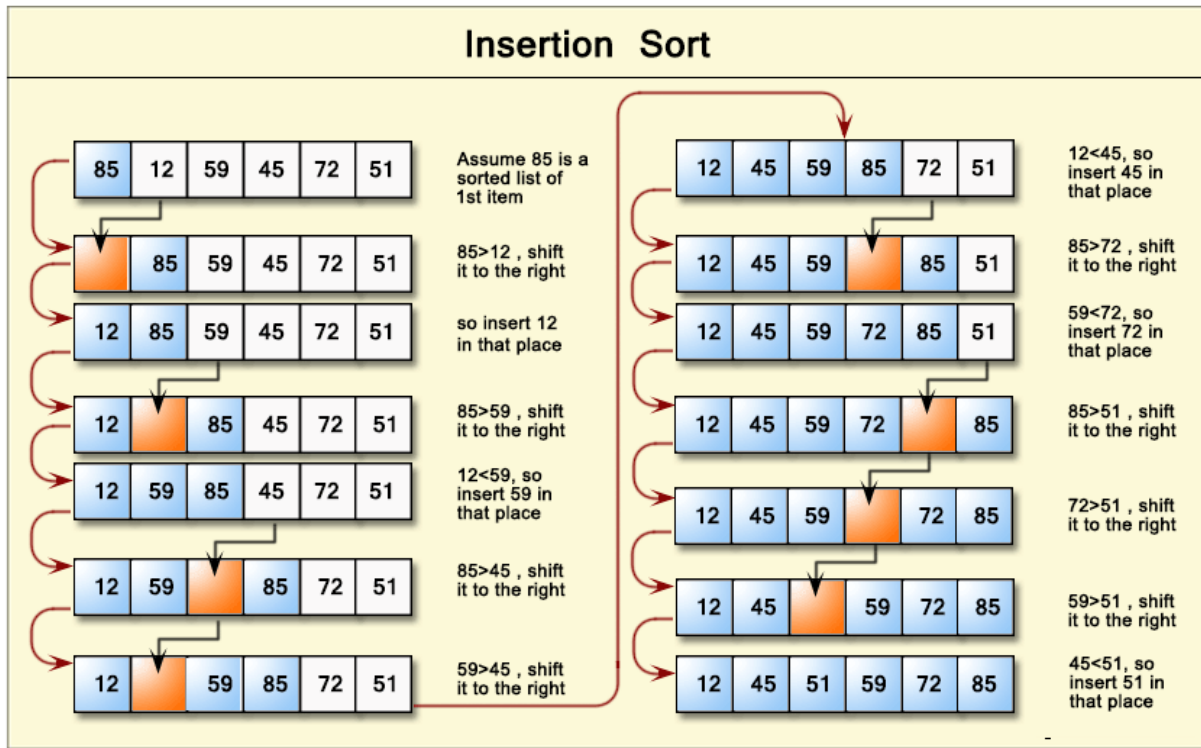 Insertion Sort
85 12 59 45 72 51
Assume 85 is a
sorted list of
1st item
85 59 45 72 51
85>12 , shift
it to the right
12 85 59 45 72 51
so insert 12
in that place
12 85 45 72 51
85>59 , shift
it to the right
12 59 85 45 72 51
12<59, so
insert 59 in
that place
12 59 85 72 51
85>45 , shift
it to the right
12 59 85 72 51
59>45 , shift
it to the right
12 45 59 85 72 51
12<45, so
insert 45 in
that place
12 45 59 85 51
85>72 , shift
it to the right
12 45 59 72 85 51
59<72, so
insert 72 in
that place
12 45 59 72 85
85>51 , shift
it to the right
12 45 59 72 85
72>51 , shift
it to the right
12 45 59 72 85
59>51 , shift
it to the right
12 45 51 59 72 85
45<51, so
insert 51 in
that place
-